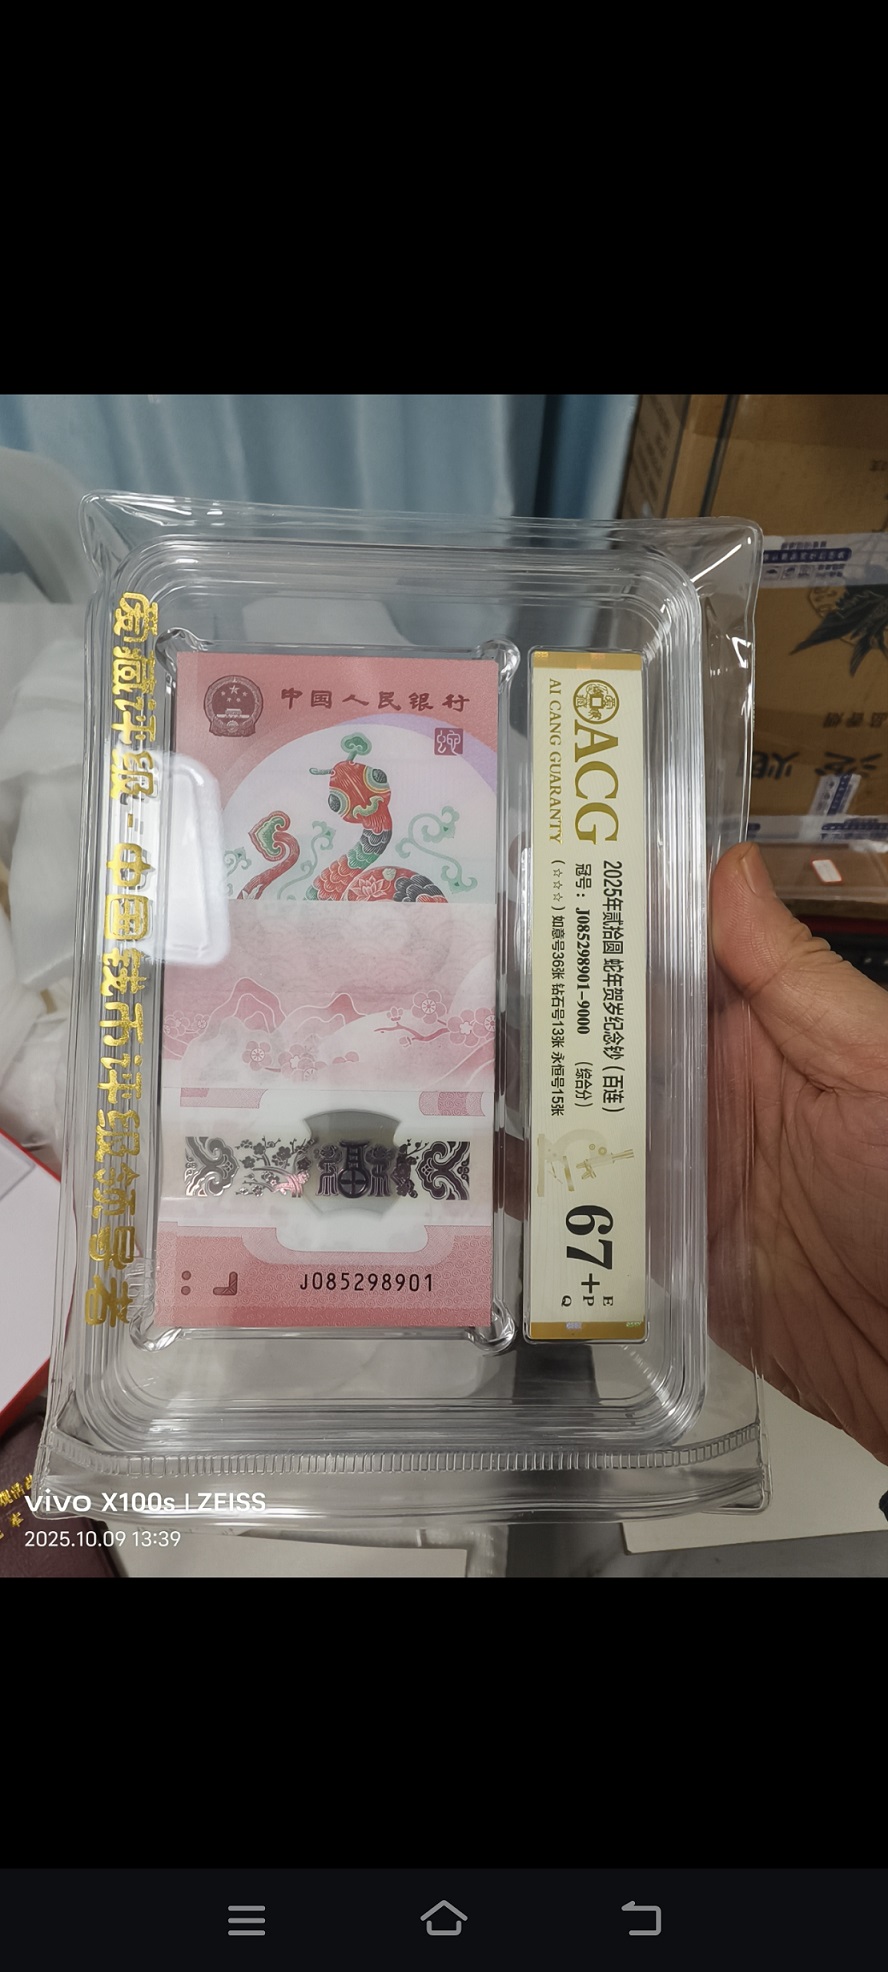 爱藏评级-中国钱币评级领导者
中国人民银行
J085298901
ACG
AI CANG GUARANTY
2025年贰拾圆 蛇年贺岁纪念钞（百连）
冠号：J085298901-9000 （综合分）
（☆☆☆）如意号36张 钻石号13张 永恒号15张
67+
E
P
Q
vivo X100s | ZEISS
2025.10.09 13:39